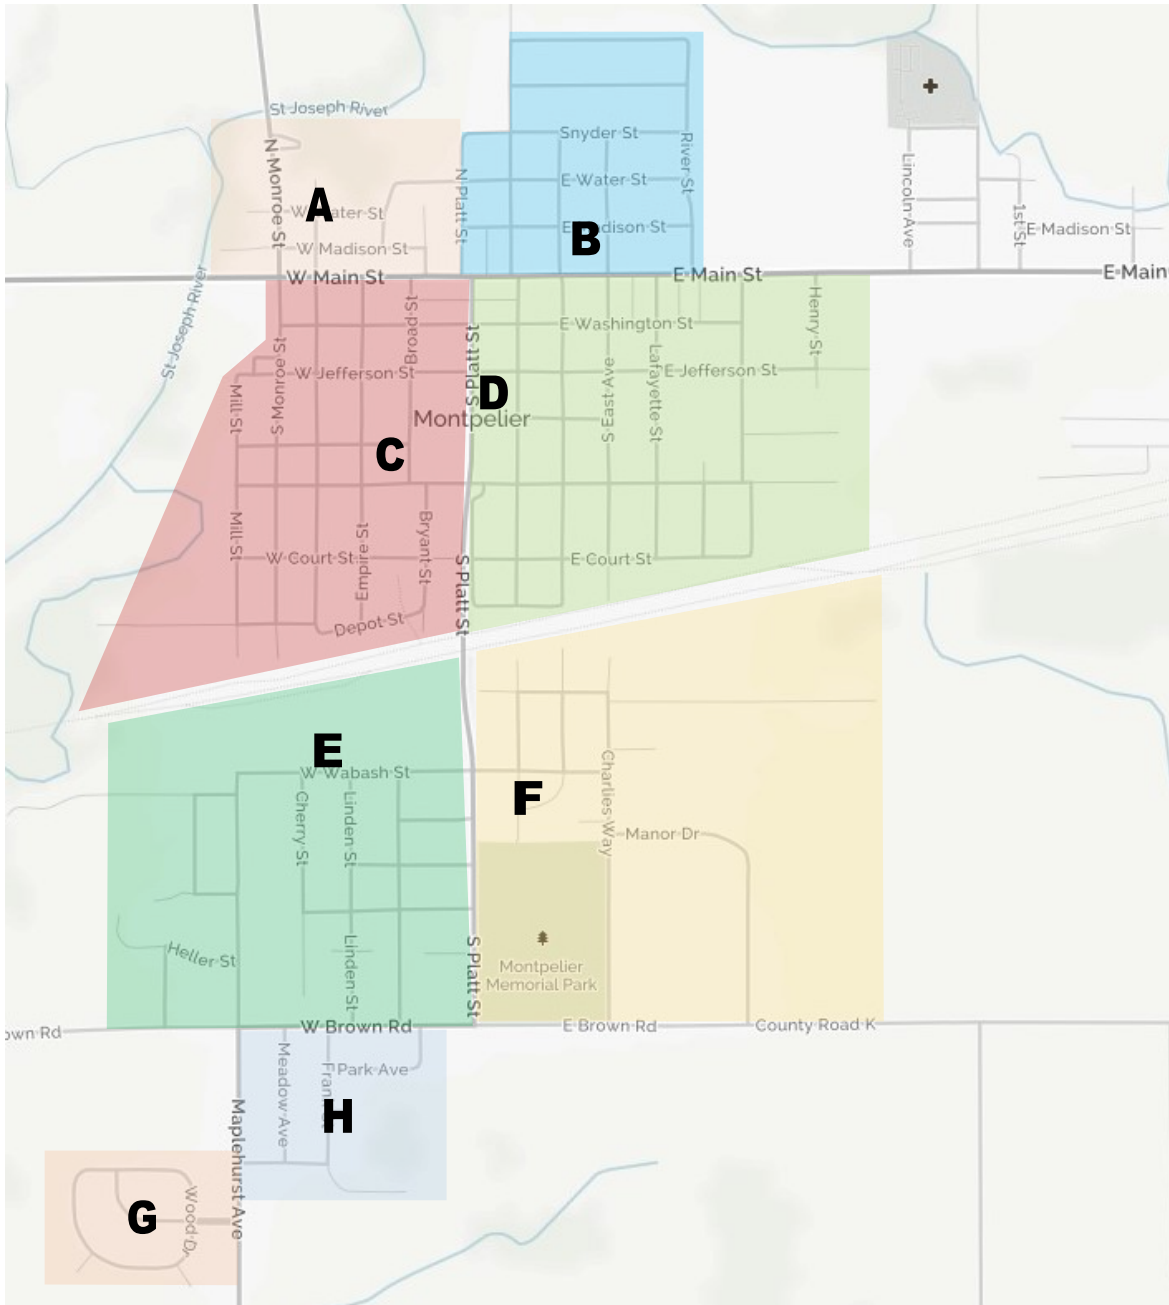 St Joseph River
Snyder St
N Monroe St
River St
N Platt St
E Water St
Lincoln Ave
A
W Water St
1st St
B
E Madison St
E Madison St
W Madison St
W Main St
E Main St
E Main
St Joseph River
Henry St
Broad St
E Washington St
S Platt St
S Monroe St
Lafayette St
W Jefferson St
E Jefferson St
Mill St
S East Ave
D
Montpelier
C
Mill St
Bryant St
Empire St
W Court St
E Court St
S Platt St
Depot St
E
W Wabash St
F
Charlies Way
Cherry St
Linden St
Manor Dr
Heller St
Linden St
S Platt St
Montpelier
Memorial Park
own Rd
W Brown Rd
E Brown Rd
County Road K
Meadow Ave
Park Ave
H
Maplehurst Ave
G
Wood Dr